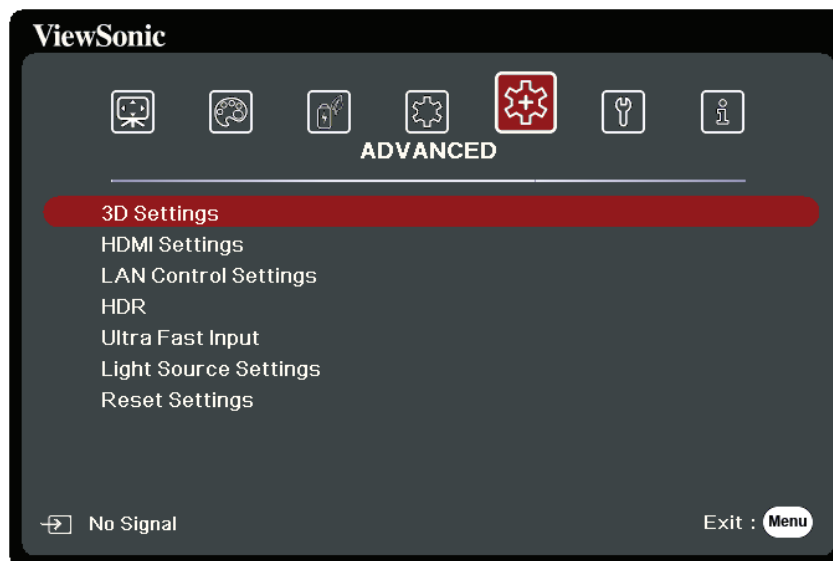 ViewSonic
ADVANCED
3D Settings
HDMI Settings
LAN Control Settings
HDR
Ultra Fast Input
Light Source Settings
Reset Settings
No Signal
Exit : Menu